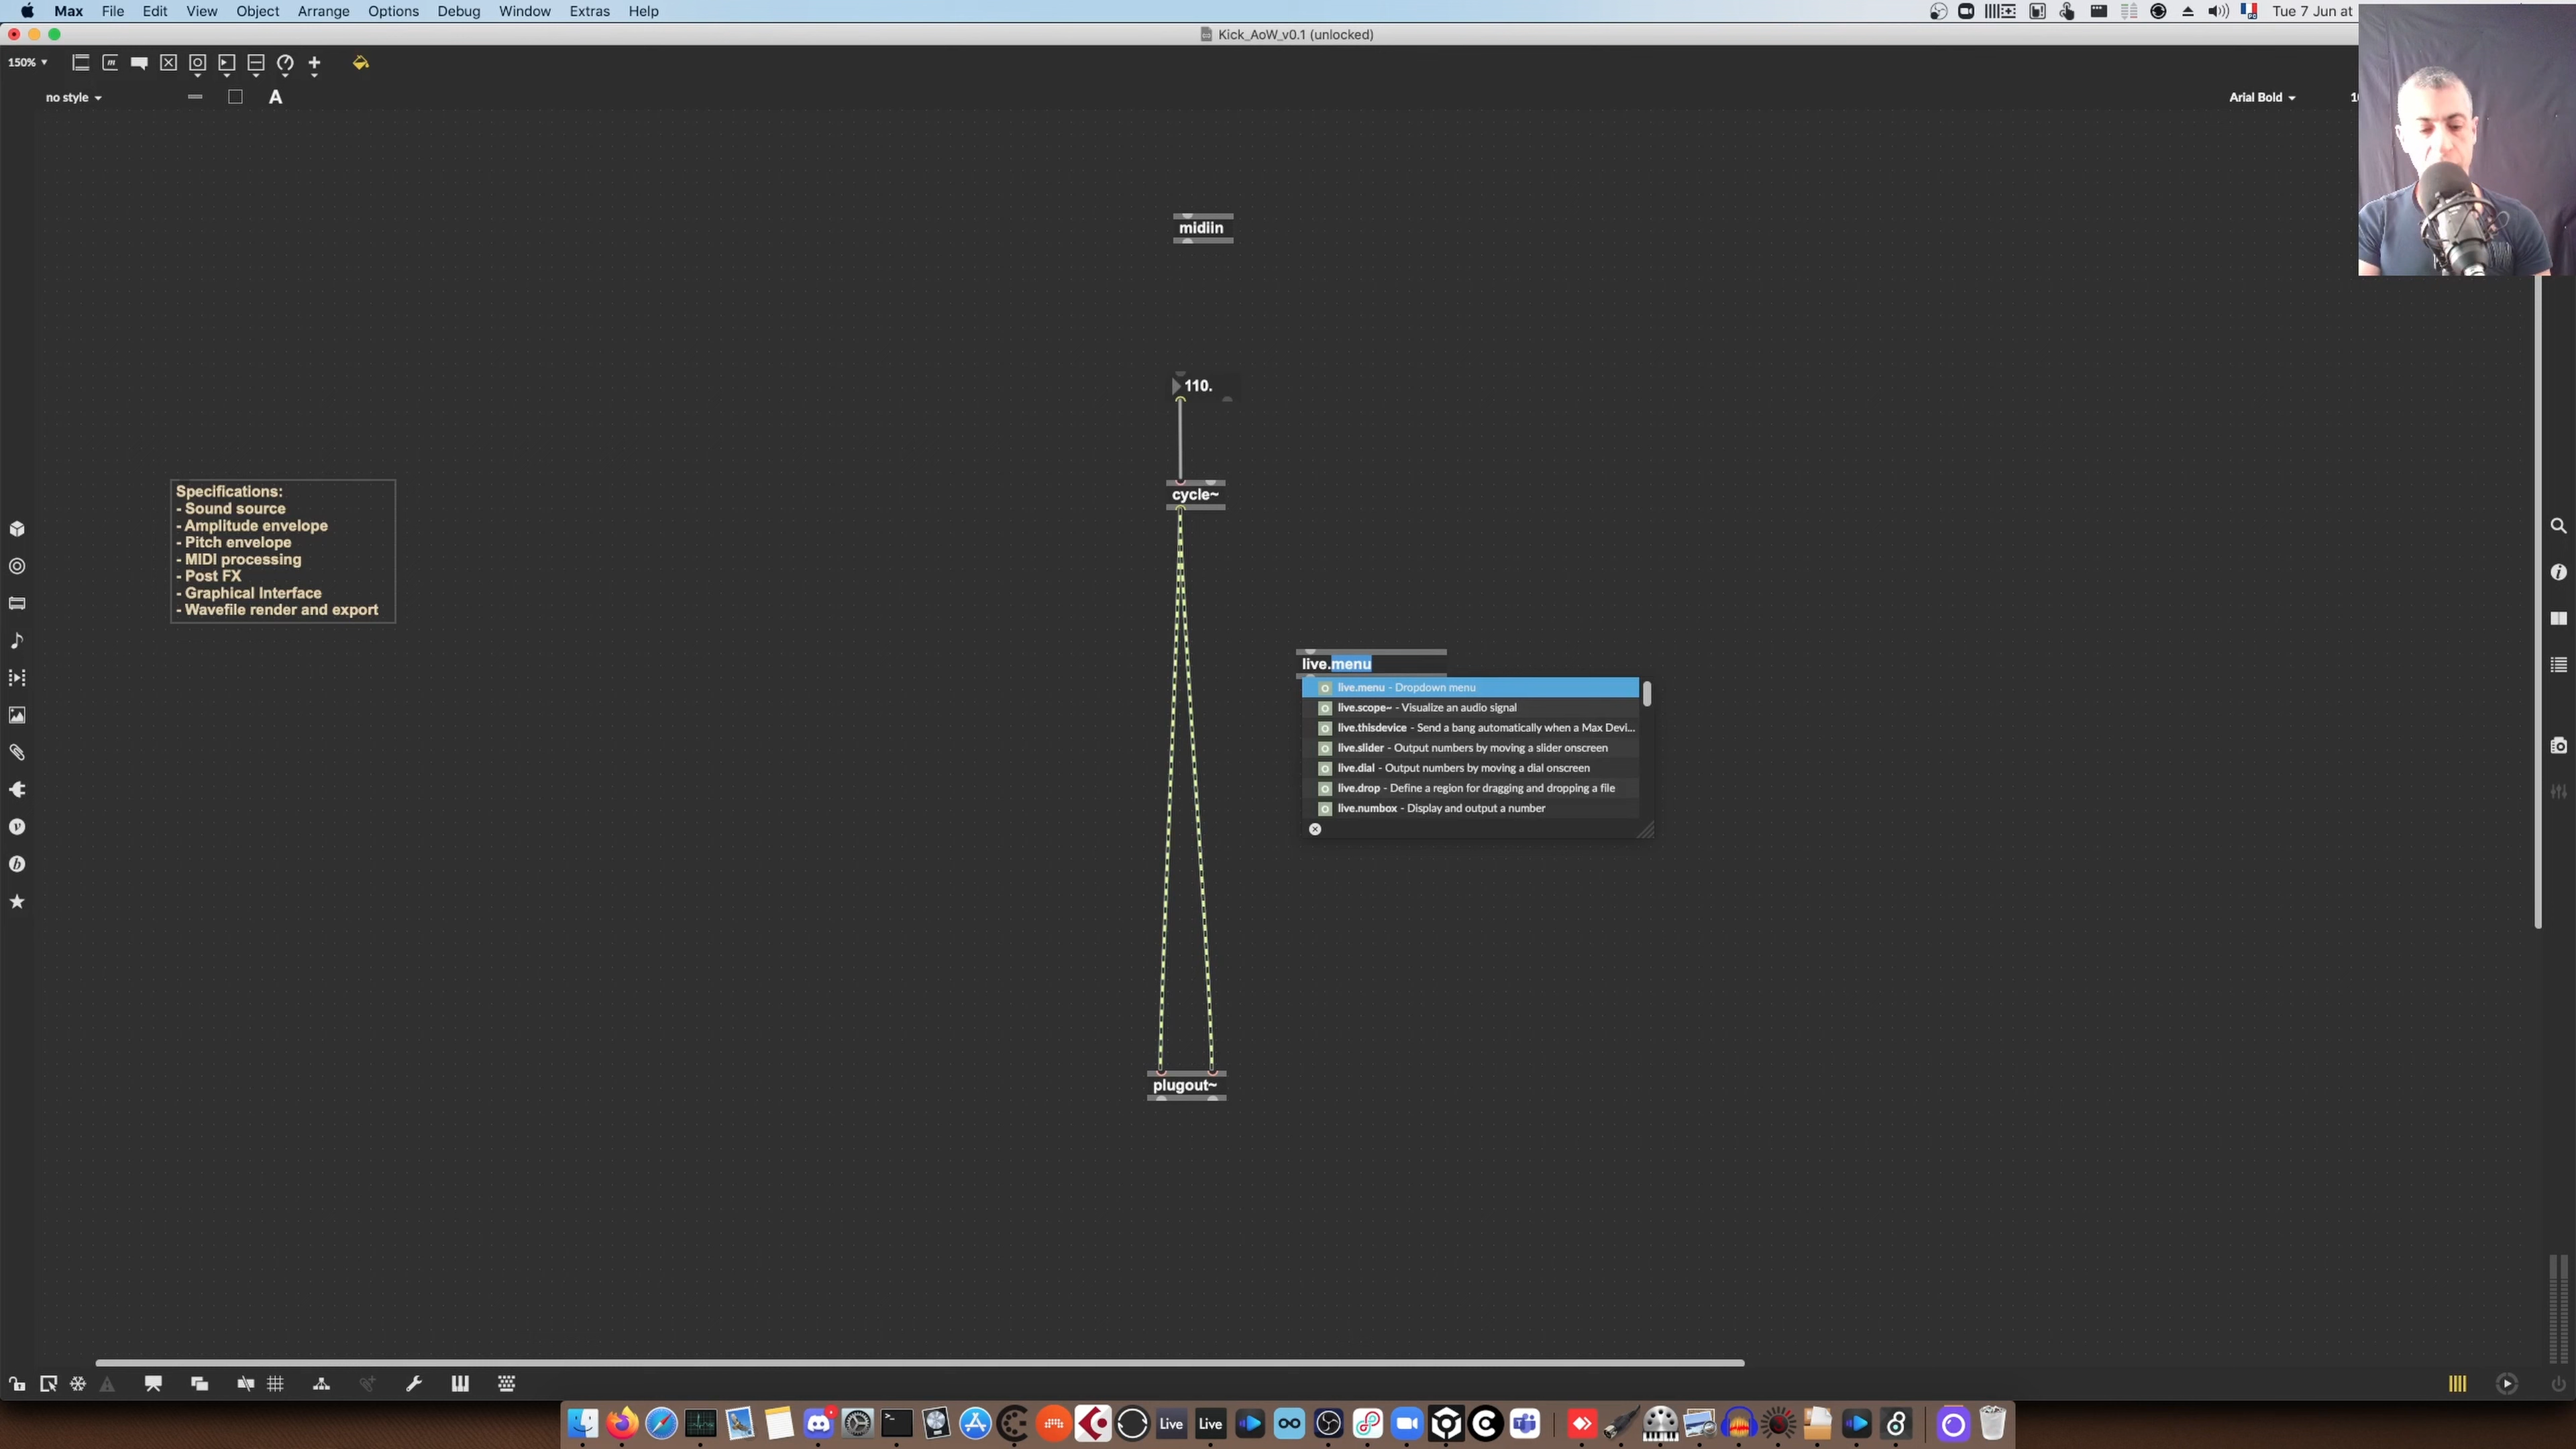 Max File Edit View Object Arrange Options Debug Window Extras Help
Tue 7 Jun at
Kick_AoW_v0.1 (unlocked)
150%
no style
A
Arial Bold
midiin
110.
cycle~
Specifications:
- Sound source
- Amplitude envelope
- Pitch envelope
- MIDI processing
- Post FX
- Graphical Interface
- Wavefile render and export
live.menu
live.menu - Dropdown menu
live.scope~ - Visualize an audio signal
live.thisdevice - Send a bang automatically when a Max Devi...
live.slider - Output numbers by moving a slider onscreen
live.dial - Output numbers by moving a dial onscreen
live.drop - Define a region for dragging and dropping a file
live.numbox - Display and output a number
plugout~
Live Live